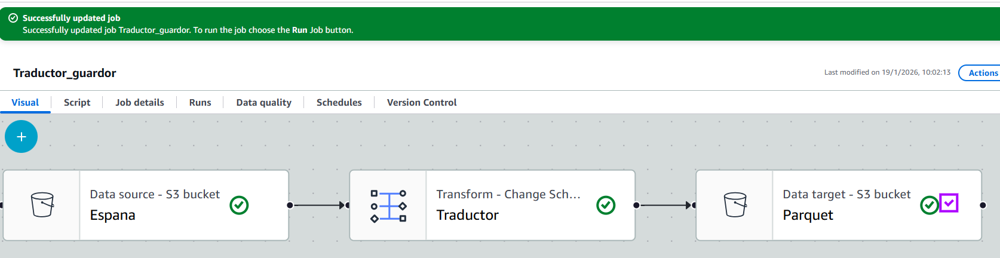 Successfully updated job
Successfully updated job Traductor_guardor. To run the job choose the Run Job button.
Traductor_guardor
Last modified on 19/1/2026, 10:02:13
Actions
Visual
Script
Job details
Runs
Data quality
Schedules
Version Control
+
Data source - S3 bucket
Espana
Transform - Change Sch...
Traductor
Data target - S3 bucket
Parquet